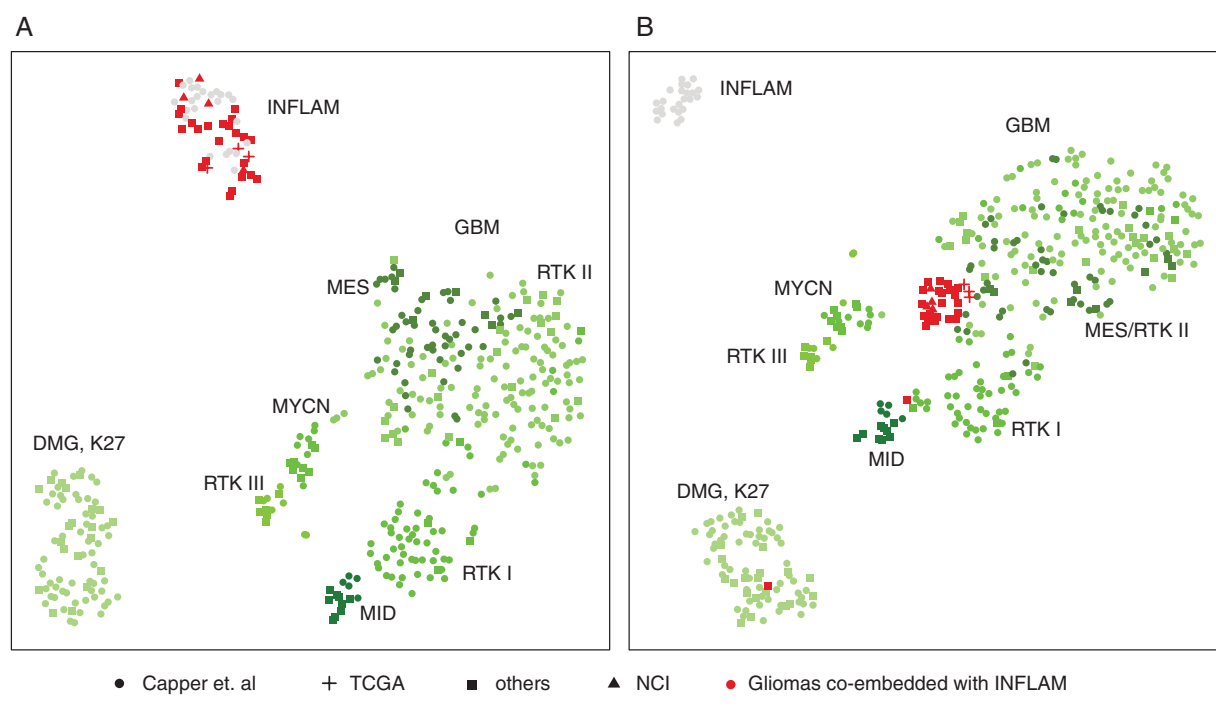 A
INFLAM
GBM
RTK II
MES
MYCN
DMG, K27
RTK III
RTK I
MID
B
INFLAM
GBM
MYCN
MES/RTK II
RTK III
RTK I
MID
DMG, K27
Capper et. al
TCGA
others
NCI
Gliomas co-embedded with INFLAM